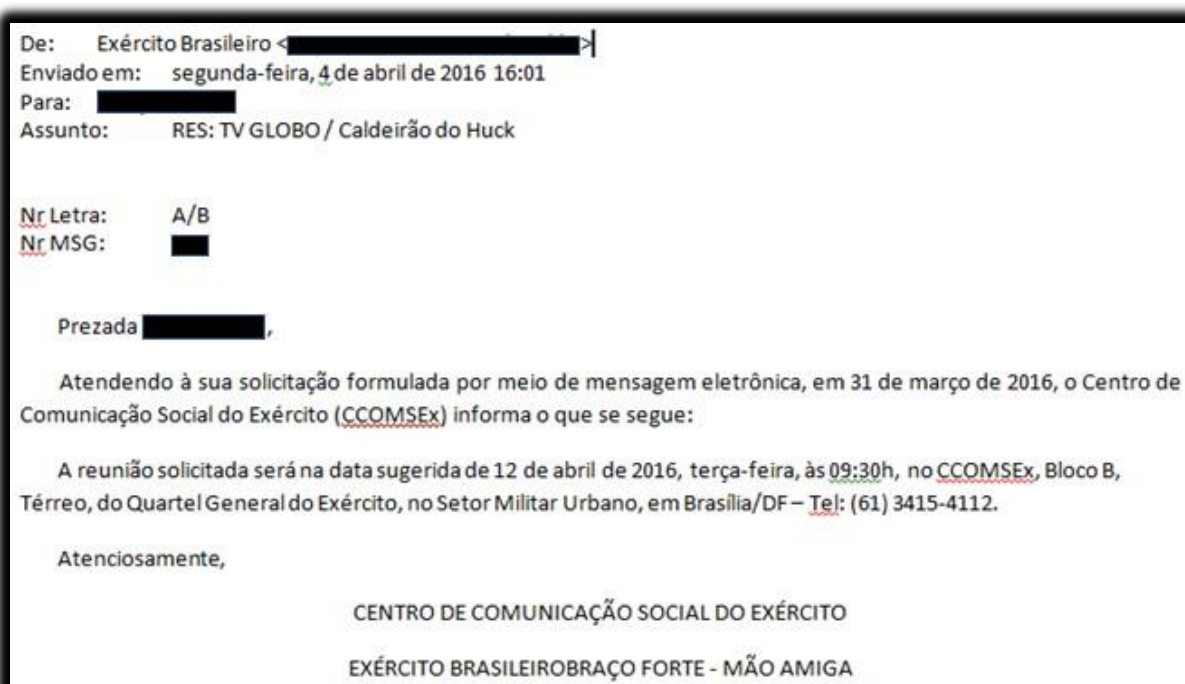 De: Exército Brasileiro < >
Enviado em: segunda-feira, 4 de abril de 2016 16:01
Para:
Assunto: RES: TV GLOBO / Caldeirão do Huck
Nr Letra: A/B
Nr MSG:
Prezada ,
Atendendo à sua solicitação formulada por meio de mensagem eletrônica, em 31 de março de 2016, o Centro de
Comunicação Social do Exército (CCOMSEx) informa o que se segue:
A reunião solicitada será na data sugerida de 12 de abril de 2016, terça-feira, às 09:30h, no CCOMSEx, Bloco B,
Térreo, do Quartel General do Exército, no Setor Militar Urbano, em Brasília/DF – Tel: (61) 3415-4112.
Atenciosamente,
CENTRO DE COMUNICAÇÃO SOCIAL DO EXÉRCITO
EXÉRCITO BRASILEIROBRAÇO FORTE - MÃO AMIGA